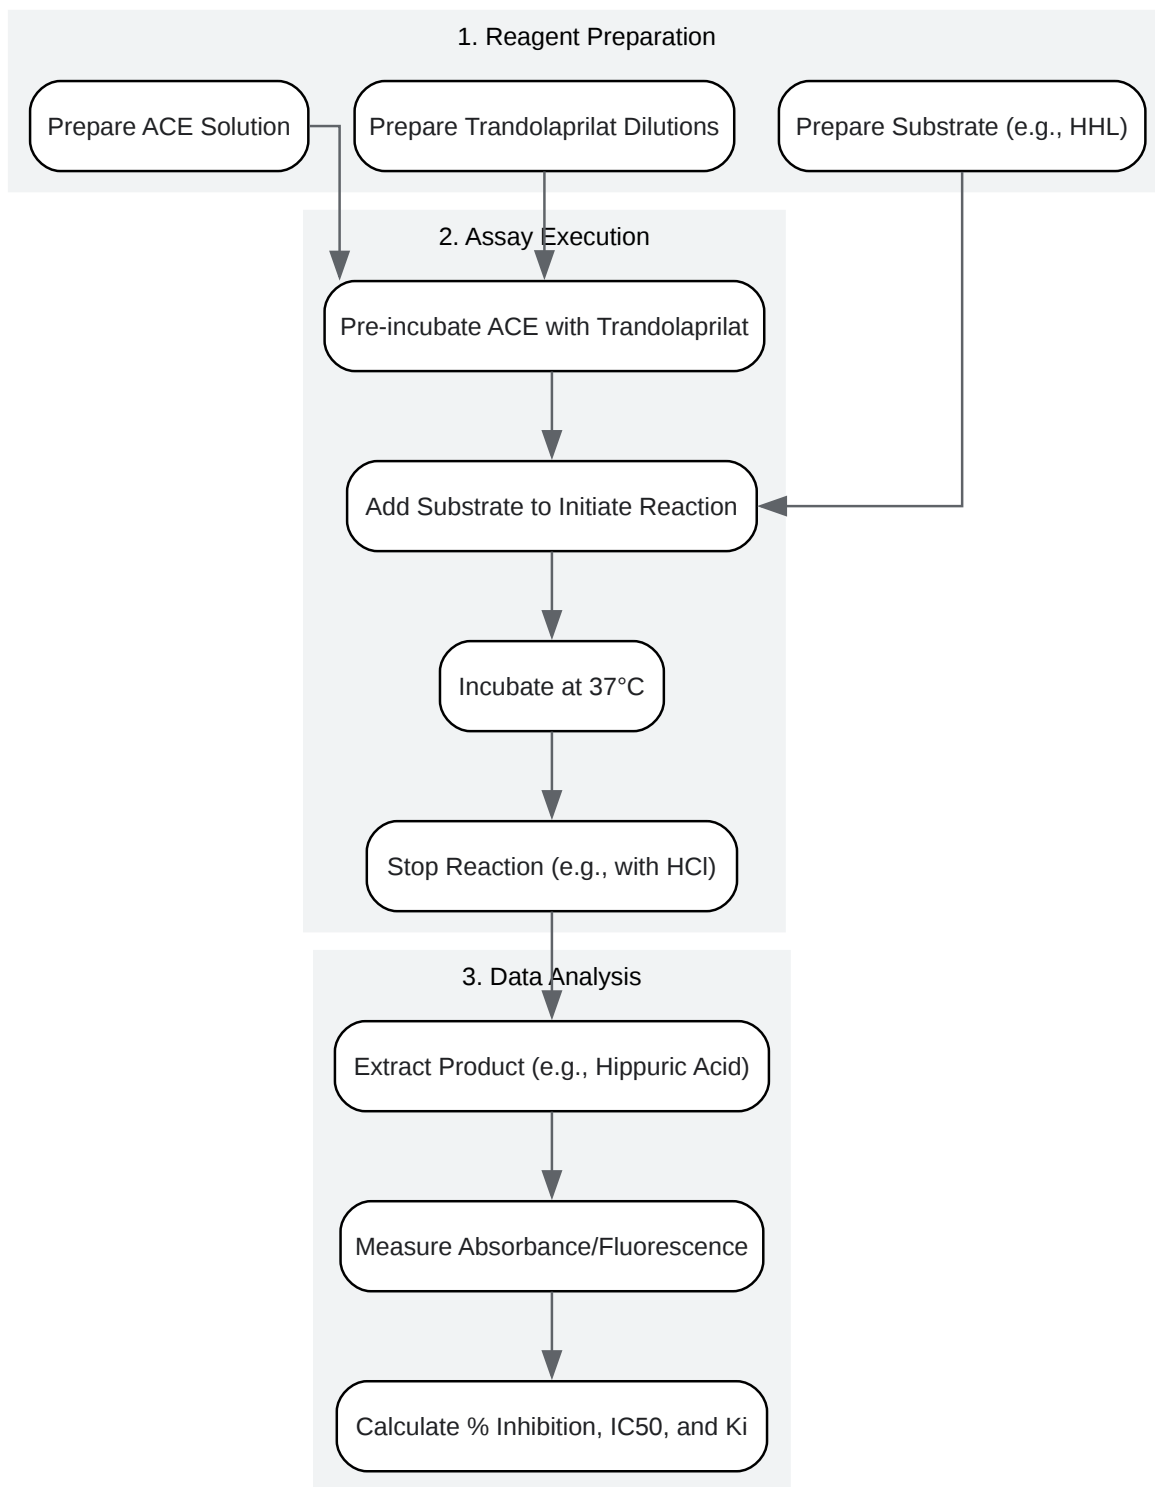 1. Reagent Preparation
Prepare ACE Solution
Prepare Trandolaprilat Dilutions
Prepare Substrate (e.g., HHL)
2. Assay Execution
Pre-incubate ACE with Trandolaprilat
Add Substrate to Initiate Reaction
Incubate at 37°C
Stop Reaction (e.g., with HCl)
3. Data Analysis
Extract Product (e.g., Hippuric Acid)
Measure Absorbance/Fluorescence
Calculate % Inhibition, IC50, and Ki